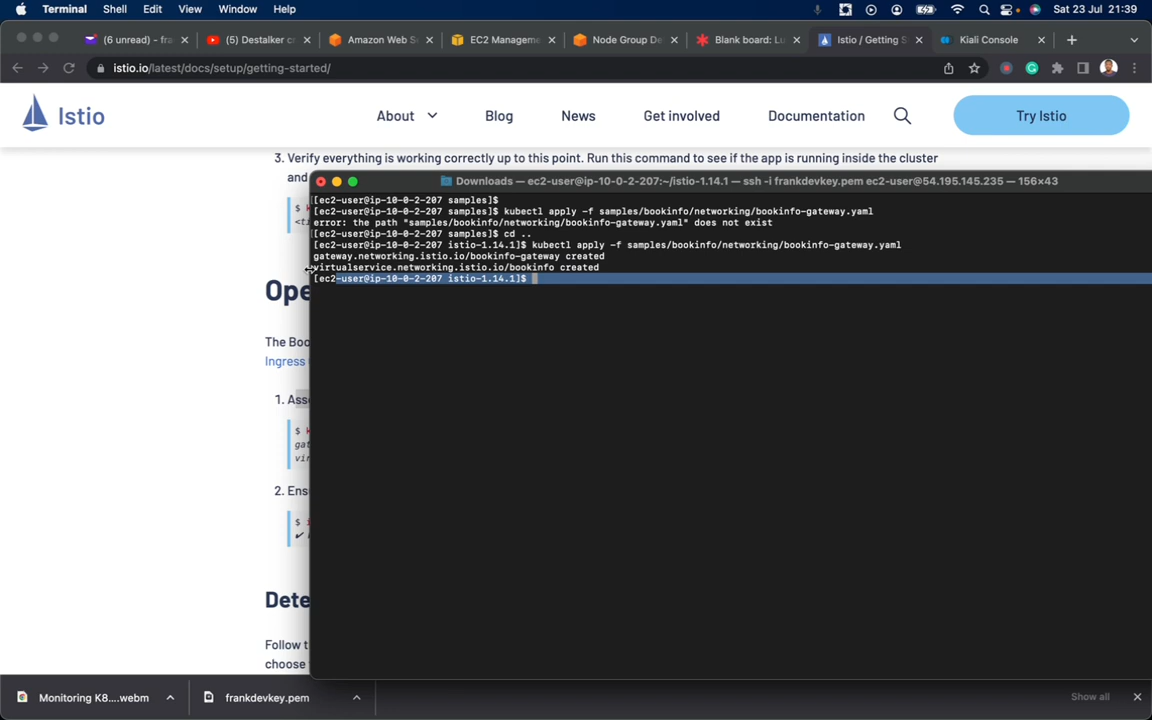 Terminal Shell Edit View Window Help Sat 23 Jul 21:39
(6 unread) - fra (5) Destalker c Amazon Web S EC2 Manageme Node Group De Blank board: Lu Istio / Getting S Kiali Console
istio.io/latest/docs/setup/getting-started/
Istio About Blog News Get involved Documentation Try Istio
3. Verify everything is working correctly up to this point. Run this command to see if the app is running inside the cluster
and
Downloads — ec2-user@ip-10-0-2-207:~/istio-1.14.1 — ssh -i frankdevkey.pem ec2-user@54.195.145.235 — 156×43
[[ec2-user@ip-10-0-2-207 samples]$
[[ec2-user@ip-10-0-2-207 samples]$ kubectl apply -f samples/bookinfo/networking/bookinfo-gateway.yaml
error: the path "samples/bookinfo/networking/bookinfo-gateway.yaml" does not exist
[[ec2-user@ip-10-0-2-207 samples]$ cd ..
[[ec2-user@ip-10-0-2-207 istio-1.14.1]$ kubectl apply -f samples/bookinfo/networking/bookinfo-gateway.yaml
gateway.networking.istio.io/bookinfo-gateway created
virtualservice.networking.istio.io/bookinfo created
[ec2-user@ip-10-0-2-207 istio-1.14.1]$
$ k
<ti
Ope
The Boo
Ingress
1. Ass
$ k
gat
vir
2. Ens
$ i
✔
Dete
Follow t
choose
Monitoring K8....webm frankdevkey.pem Show all